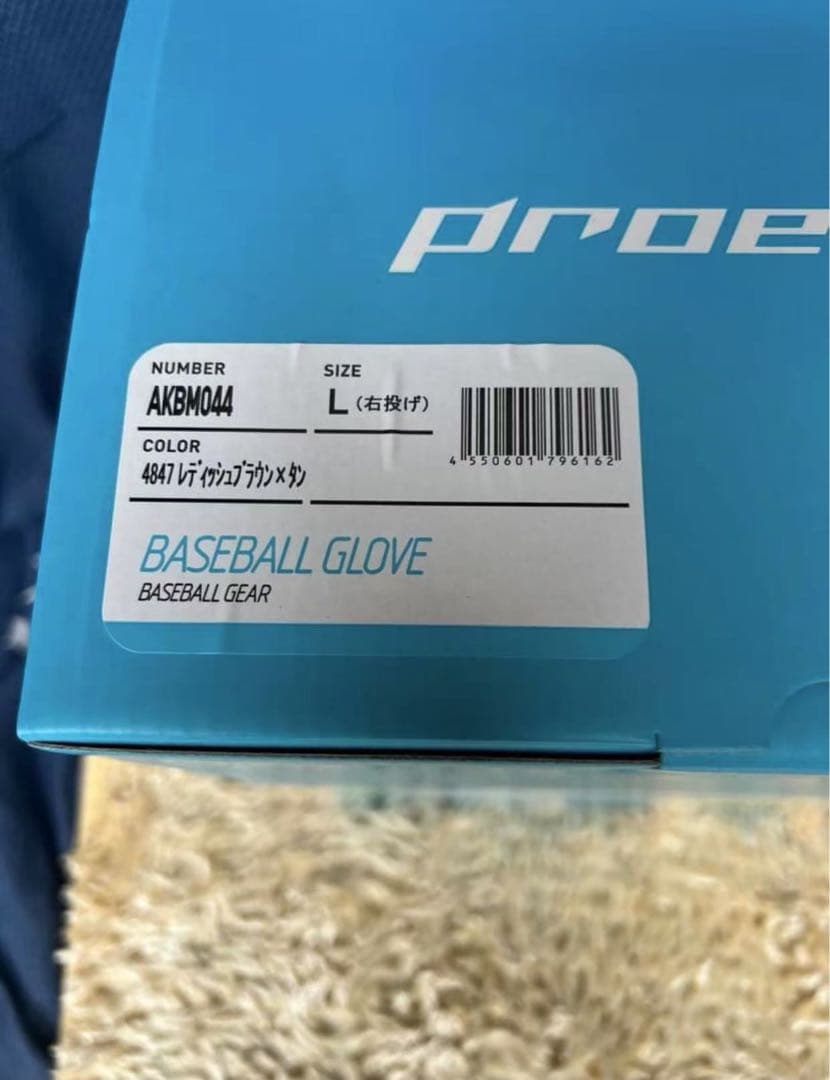 proe
NUMBER
AKBM044
SIZE
L (右投げ)
4 550601 796162
COLOR
4847 ﾚﾃﾞｨｯｼｭﾌﾞﾗｳﾝ×ﾀﾝ
BASEBALL GLOVE
BASEBALL GEAR